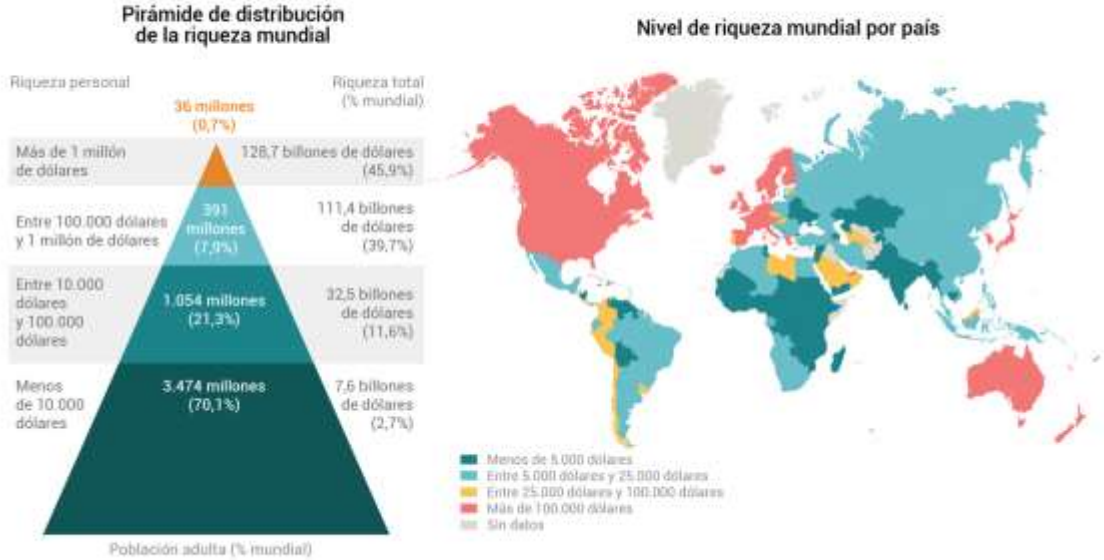 Pirámide de distribución
de la riqueza mundial
Riqueza personal
Riqueza total
(% mundial)
36 millones
(0,7%)
Más de 1 millón
de dólares
128,7 billones de dólares
(45,9%)
Entre 100.000 dólares
y 1 millón de dólares
391
millones
(7,9%)
111,4 billones
de dólares
(39,7%)
Entre 10.000
dólares
y 100.000
dólares
1.054 millones
(21,3%)
32,5 billones
de dólares
(11,6%)
Menos
de 10.000
dólares
3.474 millones
(70,1%)
7,6 billones
de dólares
(2,7%)
Población adulta (% mundial)
Nivel de riqueza mundial por país
Menos de 5.000 dólares
Entre 5.000 dólares y 25.000 dólares
Entre 25.000 dólares y 100.000 dólares
Más de 100.000 dólares
Sin datos